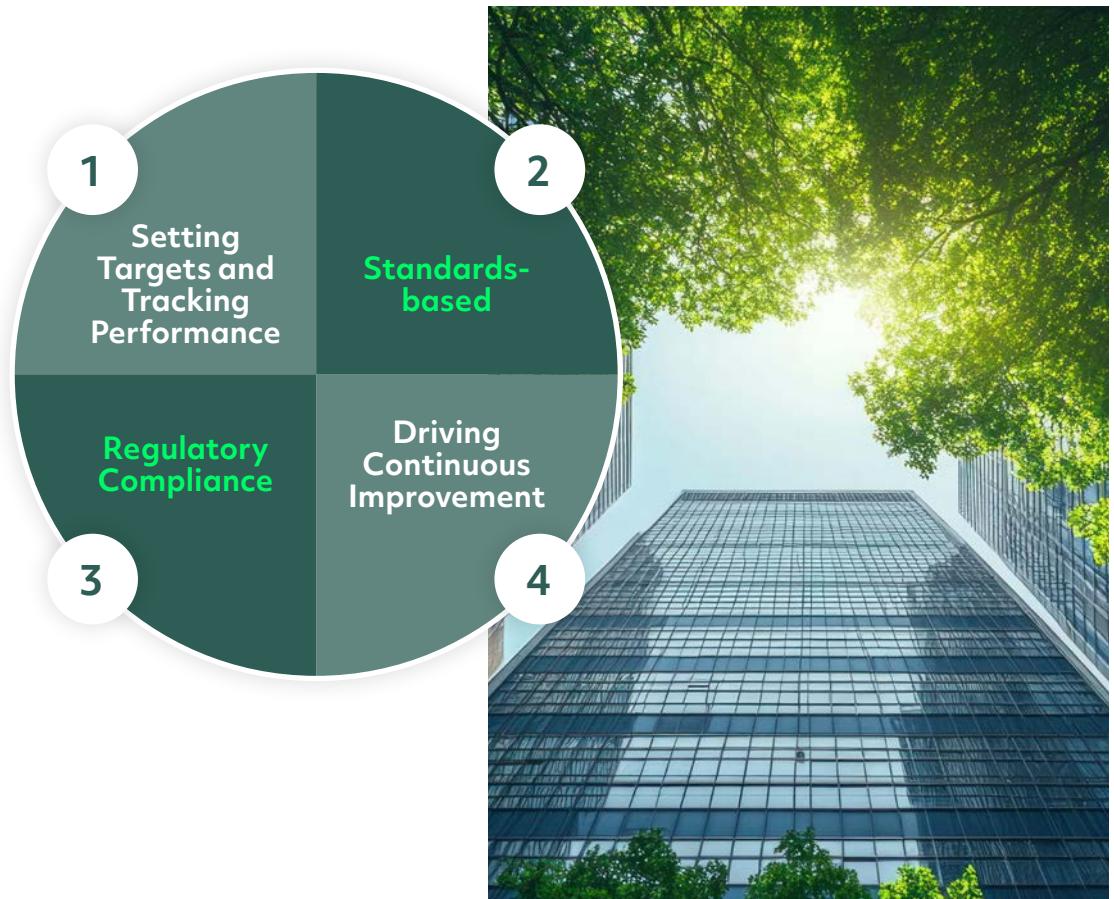 1
Setting
Targets and
Tracking
Performance
2
Standards-
based
3
Regulatory
Compliance
4
Driving
Continuous
Improvement